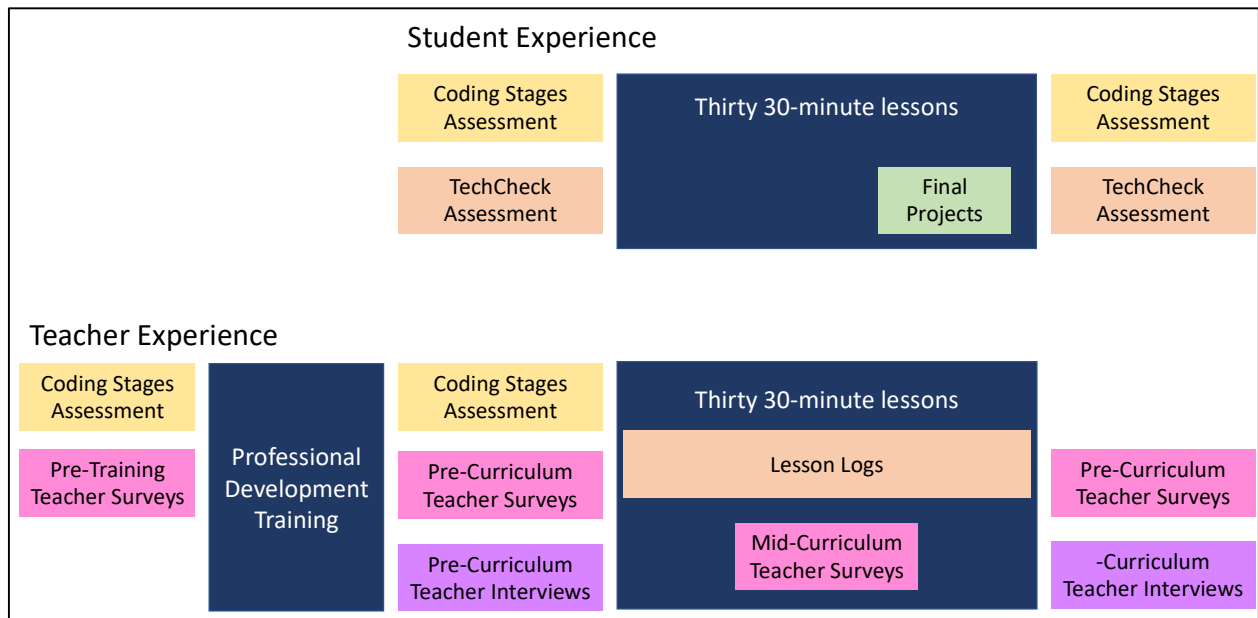 Student Experience
Coding Stages
Assessment
Thirty 30-minute lessons
Coding Stages
Assessment
TechCheck
Assessment
Final
Projects
TechCheck
Assessment
Teacher Experience
Coding Stages
Assessment
Pre-Training
Teacher Surveys
Professional
Development
Training
Coding Stages
Assessment
Pre-Curriculum
Teacher Surveys
Pre-Curriculum
Teacher Interviews
Thirty 30-minute lessons
Lesson Logs
Mid-Curriculum
Teacher Surveys
Pre-Curriculum
Teacher Surveys
-Curriculum
Teacher Interviews